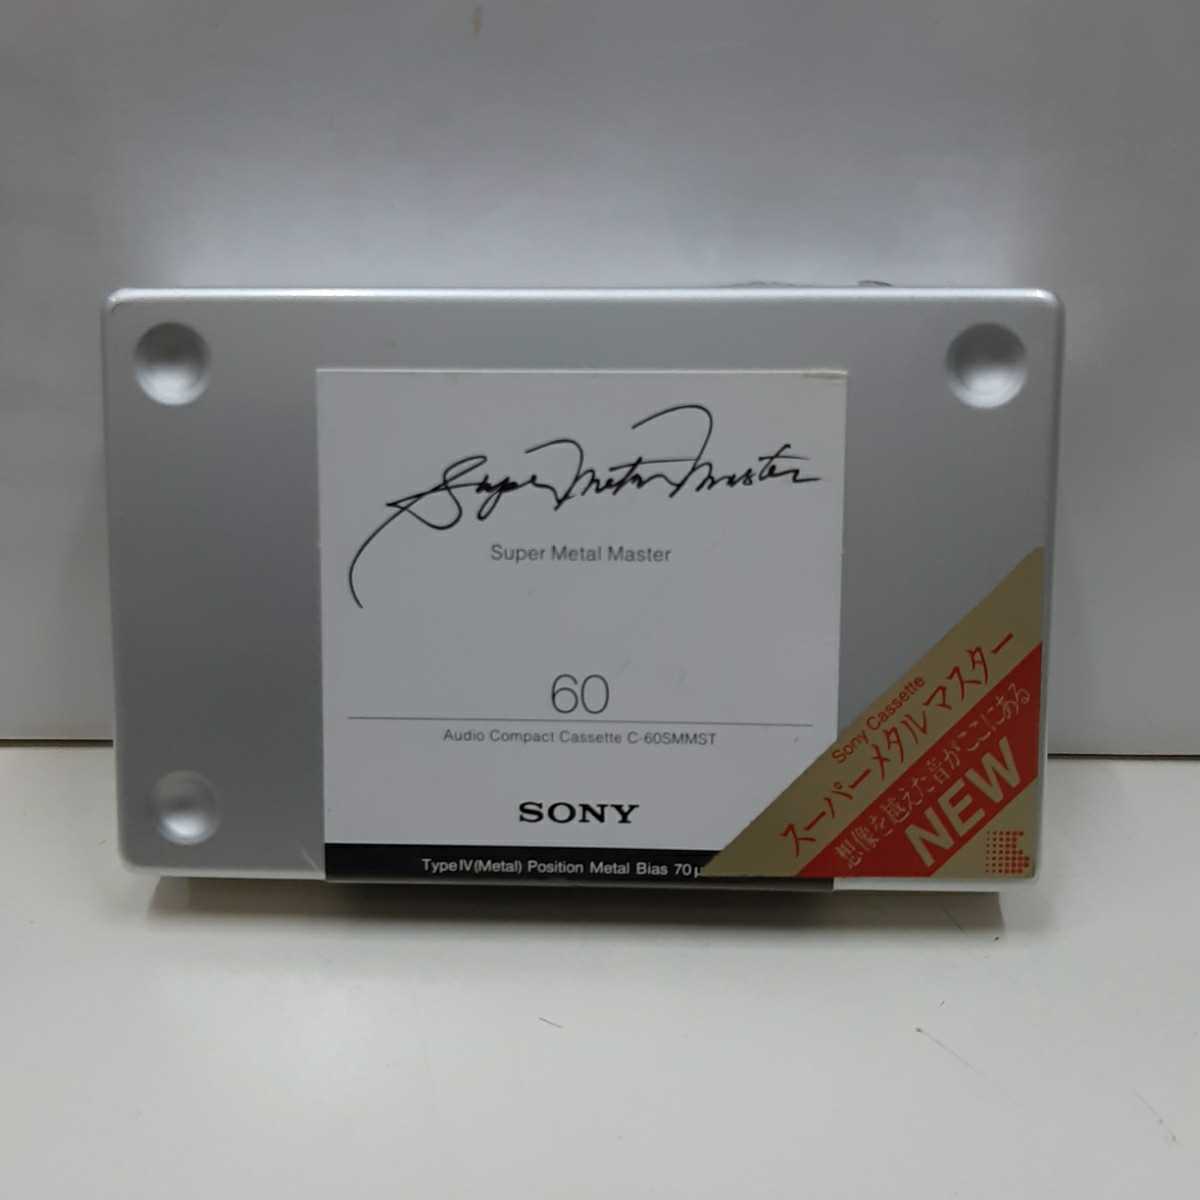 Super Metal Master
Super Metal Master
60
Audio Compact Cassette C-60SMMST
SONY
Type IV (Metal) Position Metal Bias 70μ
Sony Cassette
スーパーメタルマスター
想像を越えた音がここにある
NEW